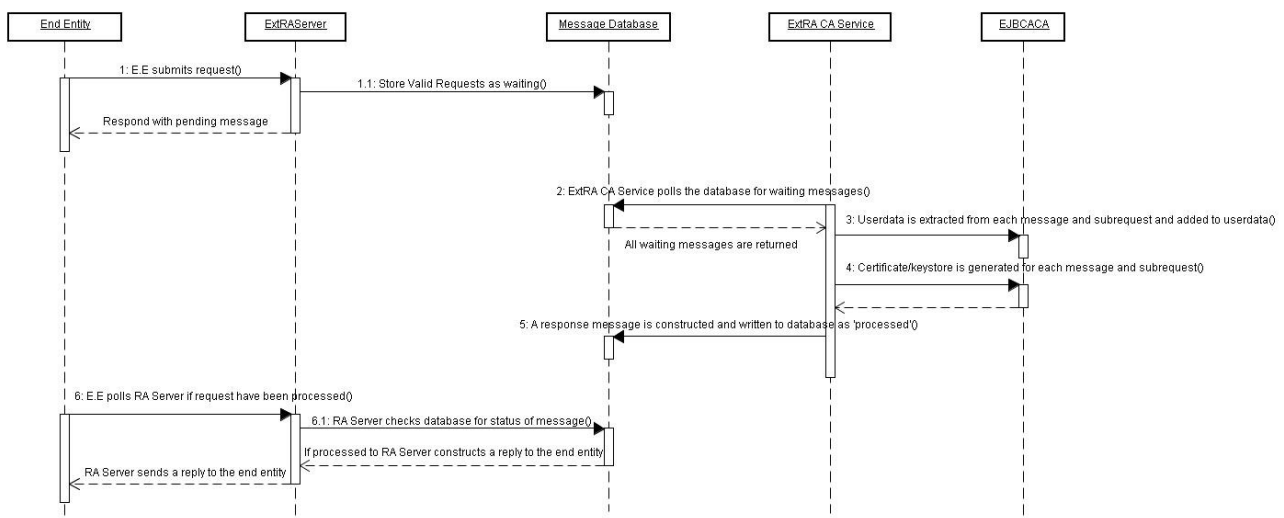 End Entity
ExtRAServer
Message Database
ExtRA CA Service
EJBCACA
1: E.E submits request()
1.1: Store Valid Requests as waiting()
Respond with pending message
2: ExtRA CA Service polls the database for waiting messages()
3: Userdata is extracted from each message and subrequest and added to userdata()
All waiting messages are returned
4: Certificate/keystore is generated for each message and subrequest()
5: A response message is constructed and written to database as 'processed'()
6: E.E polls RA Server if request have been processed()
6.1: RA Server checks database for status of message()
If processed to RA Server constructs a reply to the end entity
RA Server sends a reply to the end entity